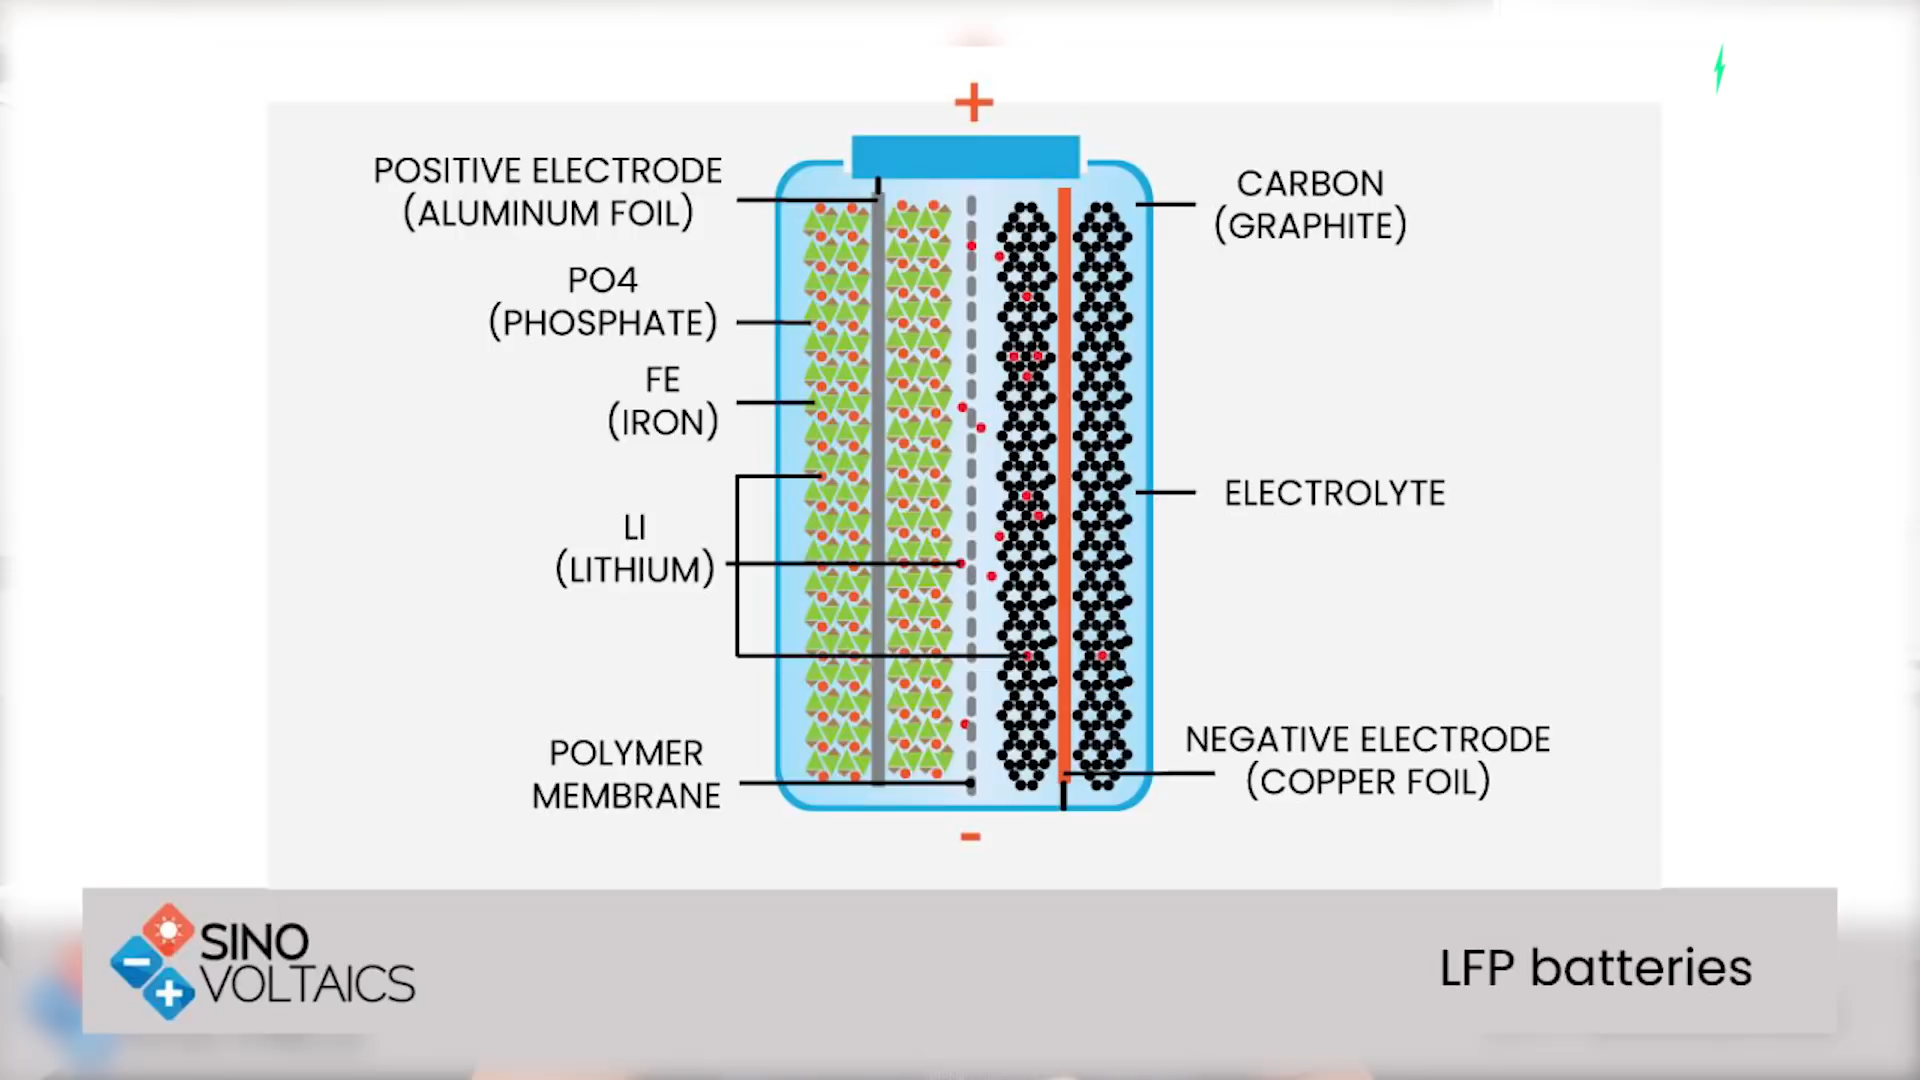 +
POSITIVE ELECTRODE
(ALUMINUM FOIL)
PO4
(PHOSPHATE)
FE
(IRON)
LI
(LITHIUM)
POLYMER
MEMBRANE
CARBON
(GRAPHITE)
ELECTROLYTE
NEGATIVE ELECTRODE
(COPPER FOIL)
-
SINO
VOLTAICS
LFP batteries